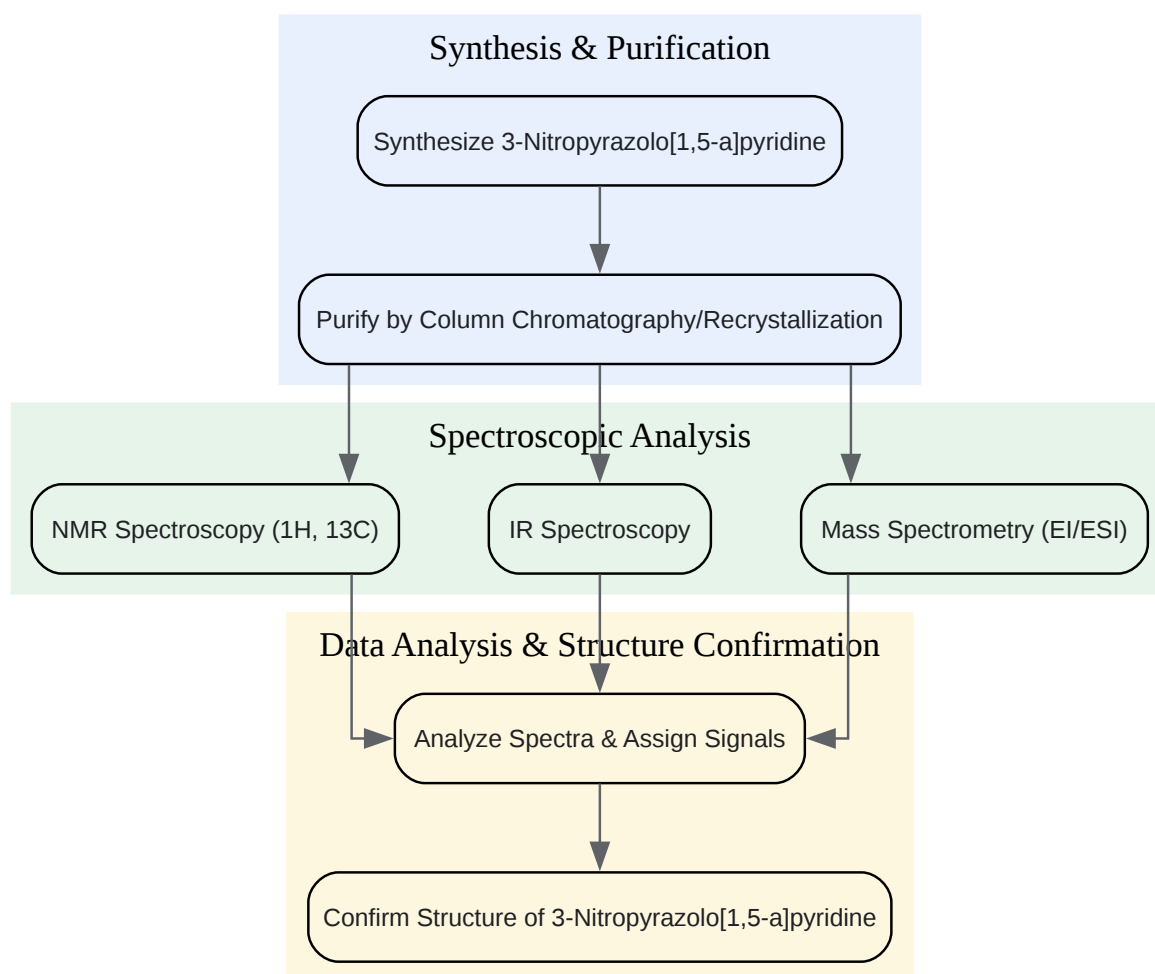 Synthesis & Purification
Synthesize 3-Nitropyrazolo[1,5-a]pyridine
Purify by Column Chromatography/Recrystallization
Spectroscopic Analysis
NMR Spectroscopy (1H, 13C)
IR Spectroscopy
Mass Spectrometry (EI/ESI)
Data Analysis & Structure Confirmation
Analyze Spectra & Assign Signals
Confirm Structure of 3-Nitropyrazolo[1,5-a]pyridine